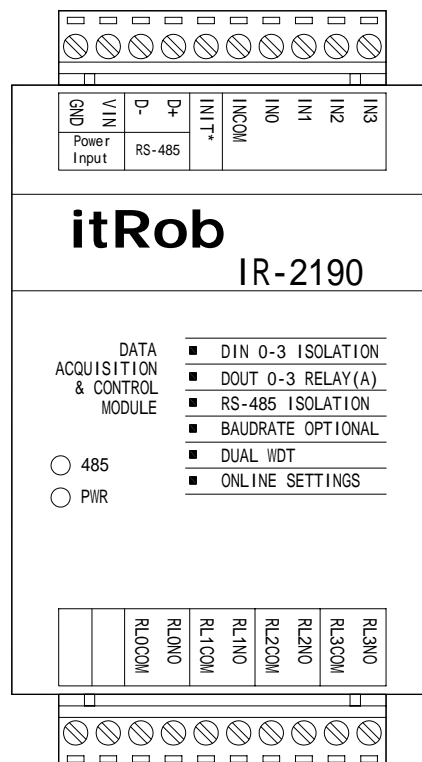 GND VIN D- D+ INIT* INCOM IN0 IN1 IN2 IN3
Power
Input
RS-485
itRob
IR-2190
DATA
ACQUISITION
& CONTROL
MODULE
DIN 0-3 ISOLATION
DOUT 0-3 RELAY(A)
RS-485 ISOLATION
BAUDRATE OPTIONAL
DUAL WDT
ONLINE SETTINGS
485
PWR
RL0COM RL0NO RL1COM RL1NO RL2COM RL2NO RL3COM RL3NO